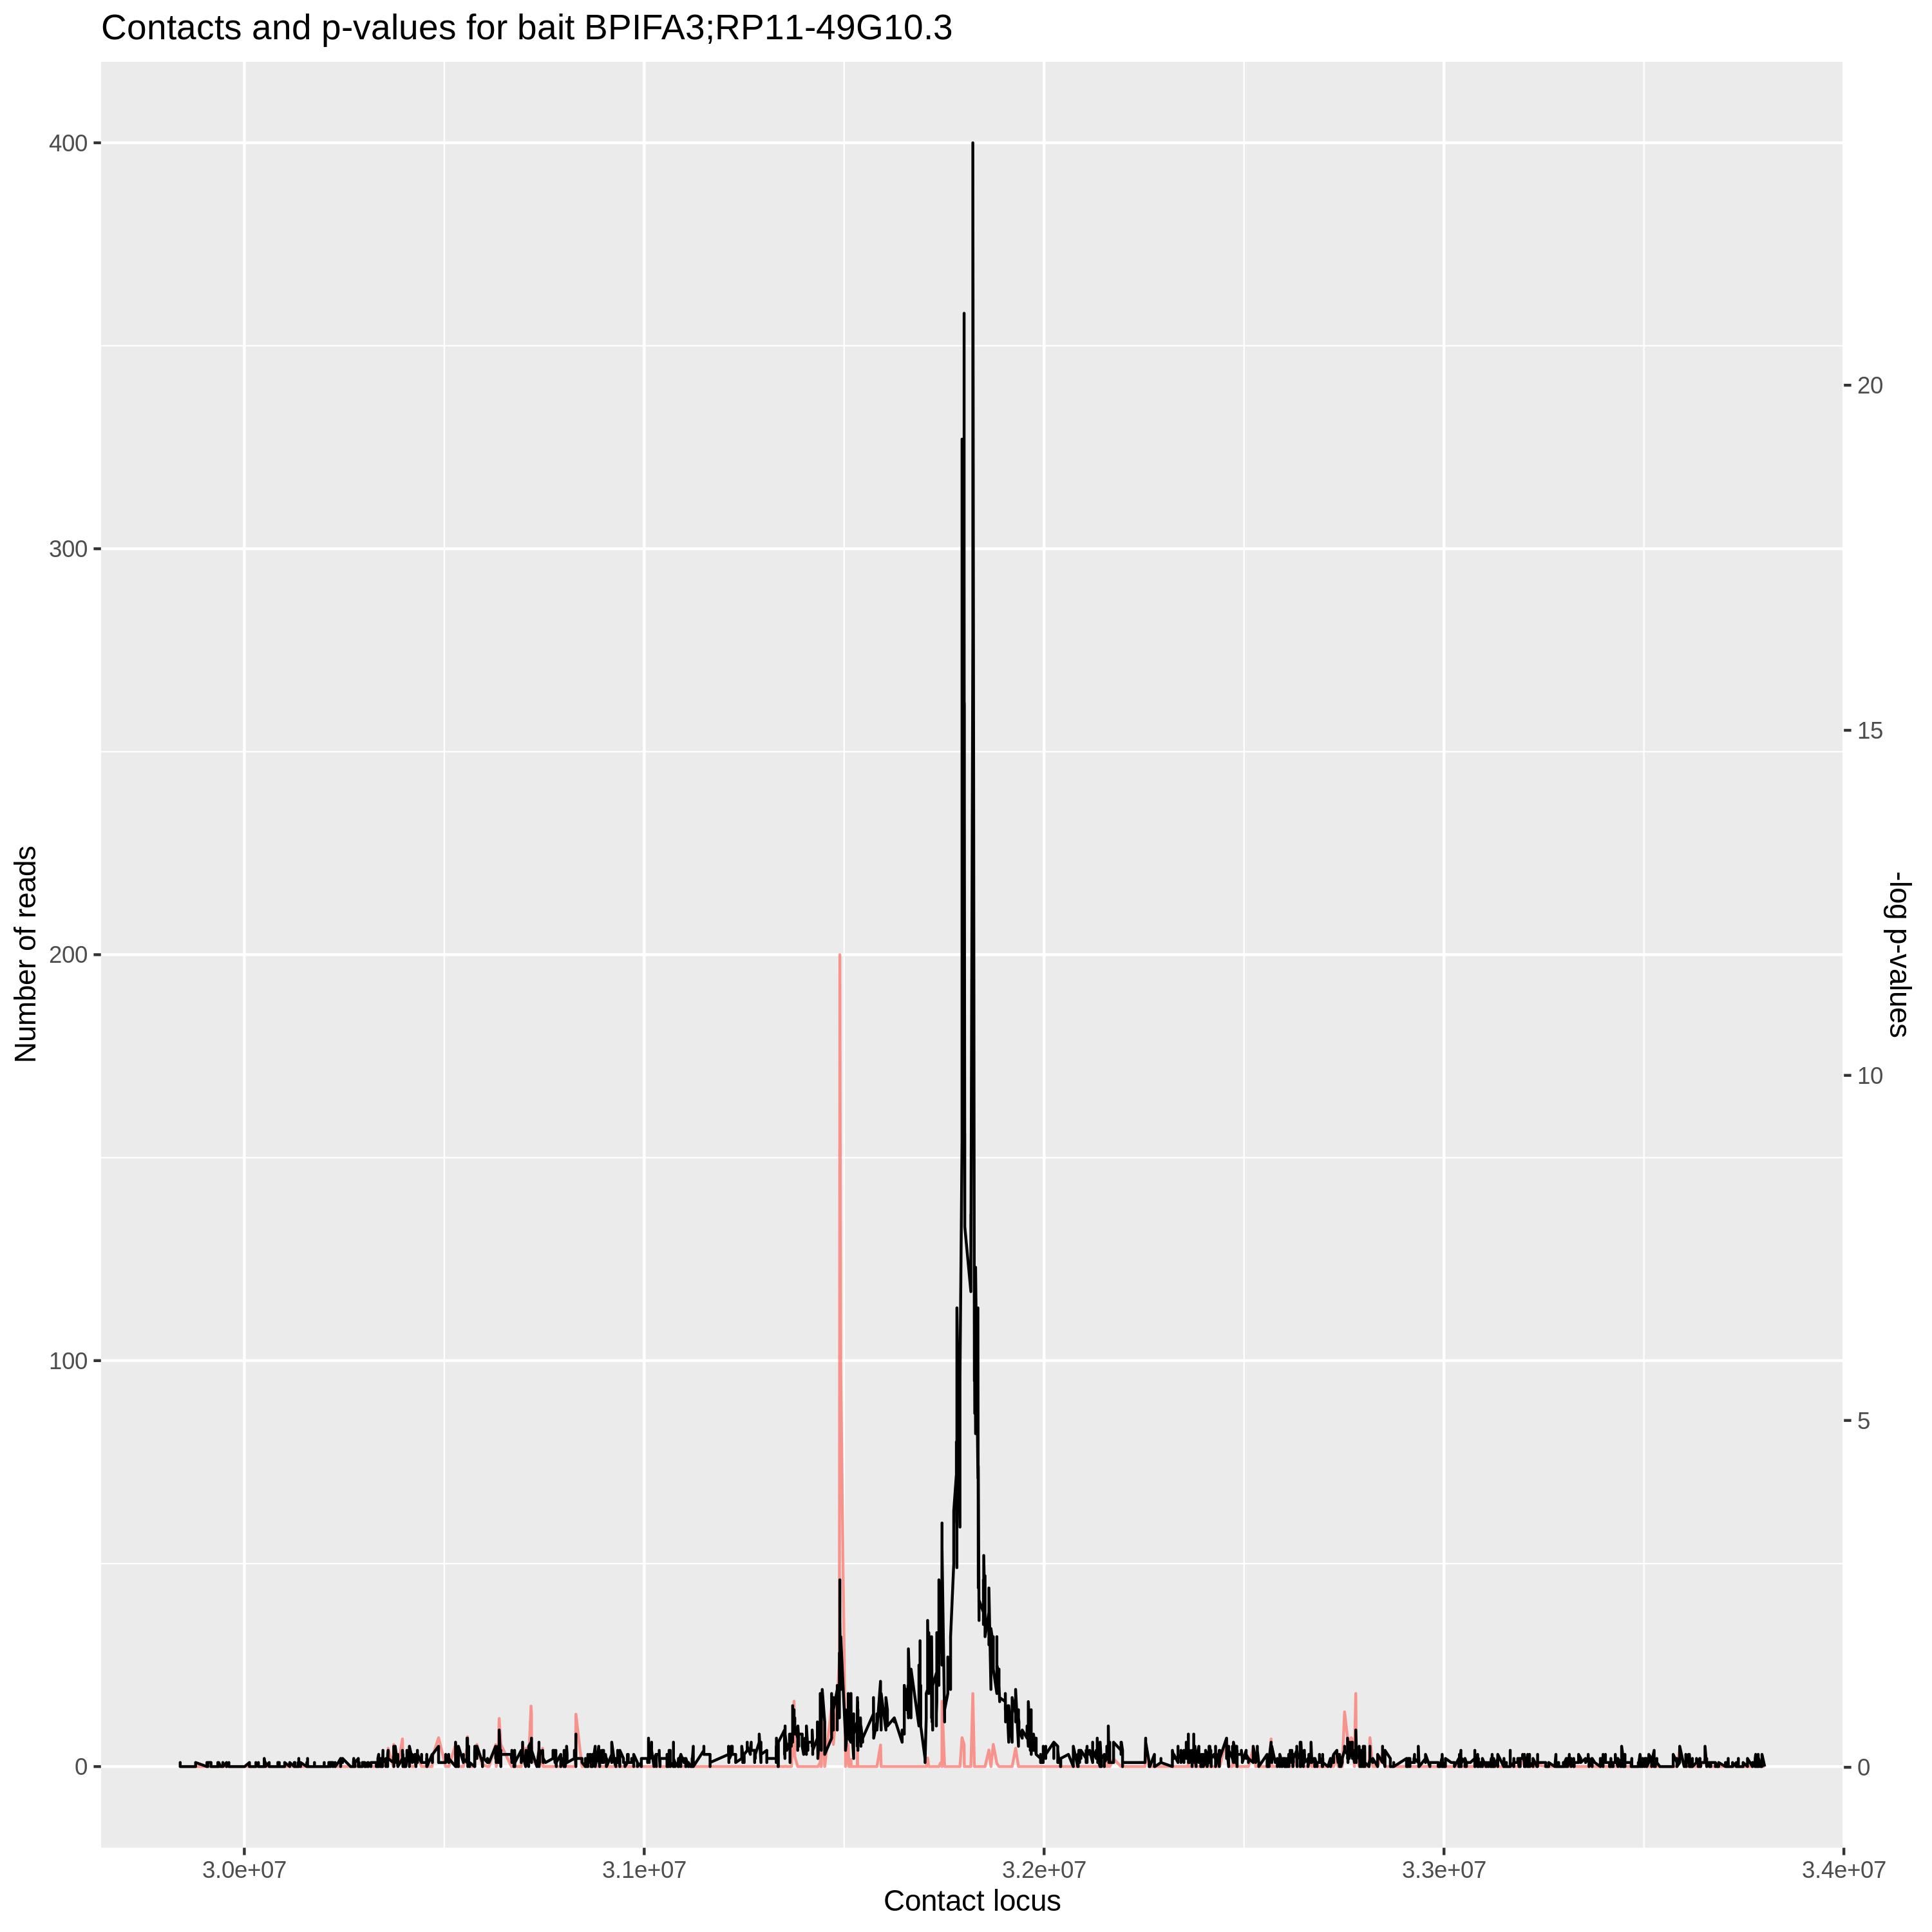 Contacts and p-values for bait BPIFA3;RP11-49G10.3
400
300
200
100
0
Number of reads
20
15
10
5
0
-log p-values
3.0e+07
3.1e+07
3.2e+07
3.3e+07
3.4e+07
Contact locus